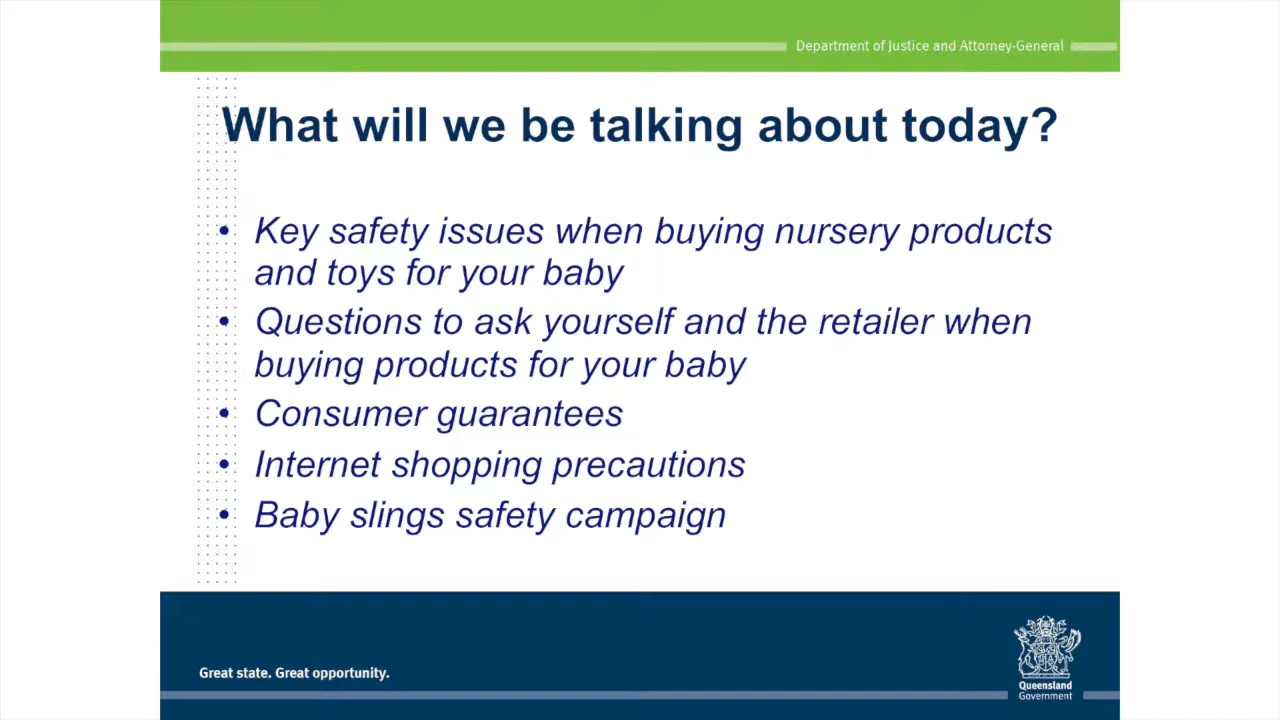 Department of Justice and Attorney-General
What will we be talking about today?
• Key safety issues when buying nursery products
and toys for your baby
• Questions to ask yourself and the retailer when
buying products for your baby
• Consumer guarantees
• Internet shopping precautions
• Baby slings safety campaign
Great state. Great opportunity.
Queensland
Government